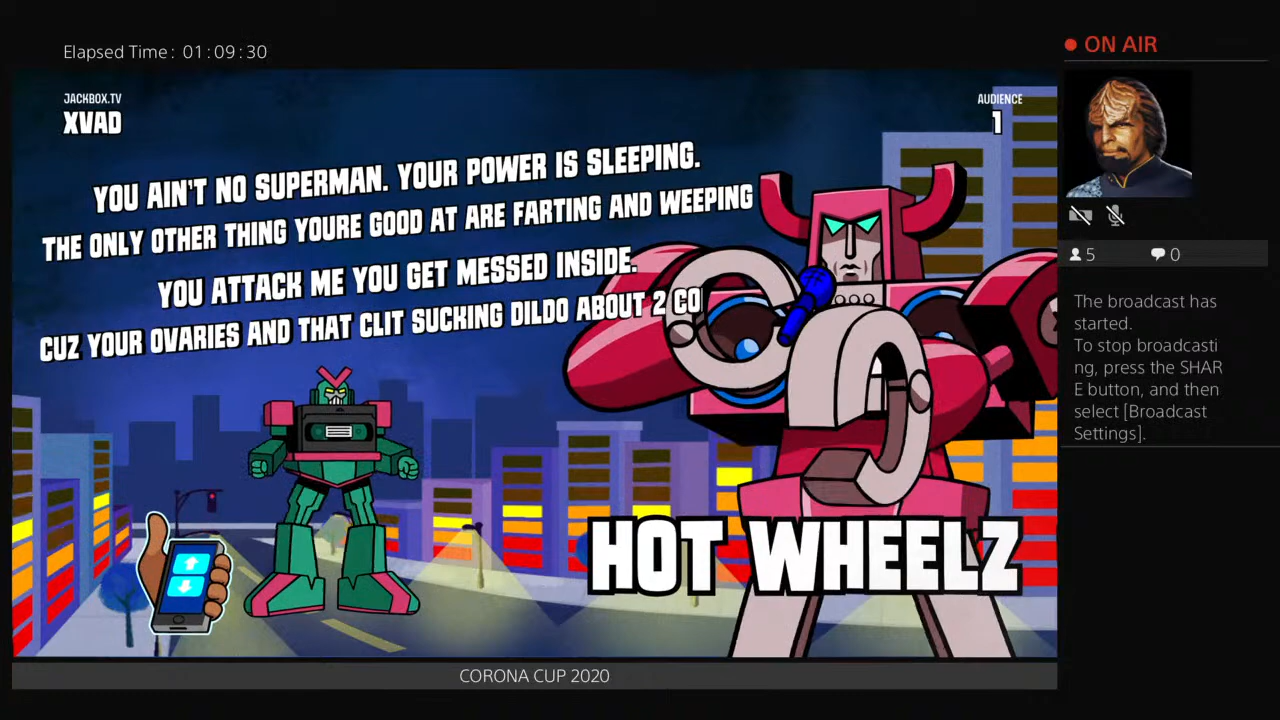 Elapsed Time: 01:09:30
ON AIR
JACKBOX.TV
XVAD
AUDIENCE
1
YOU AIN'T NO SUPERMAN. YOUR POWER IS SLEEPING.
THE ONLY OTHER THING YOURE GOOD AT ARE FARTING AND WEEPING
YOU ATTACK ME YOU GET MESSED INSIDE.
CUZ YOUR OVARIES AND THAT CLIT SUCKING DILDO ABOUT 2 CO
HOT WHEELZ
5
0
The broadcast has
started.
To stop broadcasti
ng, press the SHAR
E button, and then
select [Broadcast
Settings].
CORONA CUP 2020